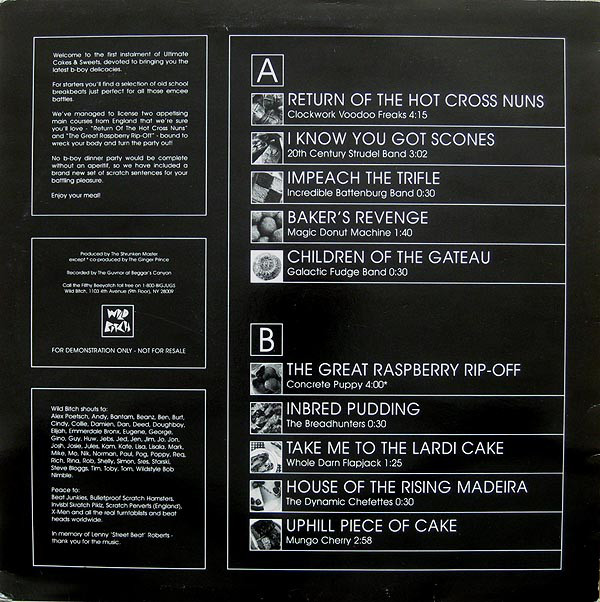 Welcome to the first instalment of Ultimate
Cakes & Sweets, devoted to bringing you the
latest b-boy delicacies.
For starters you'll find a selection of old school
breakbeats just perfect for all those emcee
battles.
We've managed to license two appetising
main courses from England that we're sure
you'll love - "Return Of The Hot Cross Nuns"
and "The Great Raspberry Rip-Off" - bound to
wreck your body and turn the party out!
No b-boy dinner party would be complete
without an aperitif, so we have included a
brand new set of scratch sentences for your
battling pleasure.
Enjoy your meal!
Produced by The Shrunken Master
except * co-produced by The Ginger Prince
Recorded by The Guvnor at Beggar's Canyon
Call the Filthy Beeyatch toll free on 1-800-BIGJUGS
Wild Bitch, 1103 4th Avenue (9th Floor), NY 28009
WILD
BITCH
FOR DEMONSTRATION ONLY - NOT FOR RESALE
Wild Bitch shouts to:
Alex Poetsch, Andy, Bantam, Beanz, Ben, Burf,
Cindy, Collie, Damien, Dan, Deed, Doughboy,
Elijah, Emmerdale Bronx, Eugene, George,
Gino, Guy, Huw, Jebs, Jed, Jen, Jim, Jo, Jon,
Josh, Josie, Jules, Kam, Kate, Lisa, Lisala, Mark,
Mike, Mo, Nik, Norman, Paul, Pog, Poppy, Req,
Rich, Rina, Rob, Shelly, Simon, Sres, Starski,
Steve Bloggs, Tim, Toby, Tom, Wildstyle Bob
Nimble
Peace to:
Beat Junkies, Bulletproof Scratch Hamsters,
Invisbl Skratch Piklz, Scratch Perverts (England),
X-Men and all the real turntablists and beat
heads worldwide.
In memory of Lenny 'Street Beat' Roberts -
thank you for the music.
A
RETURN OF THE HOT CROSS NUNS
Clockwork Voodoo Freaks 4:15
I KNOW YOU GOT SCONES
20th Century Strudel Band 3:02
IMPEACH THE TRIFLE
Incredible Battenburg Band 0:30
BAKER'S REVENGE
Magic Donut Machine 1:40
CHILDREN OF THE GATEAU
Galactic Fudge Band 0:30
B
THE GREAT RASPBERRY RIP-OFF
Concrete Puppy 4:00*
INBRED PUDDING
The Breadhunters 0:30
TAKE ME TO THE LARDI CAKE
Whole Darn Flapjack 1:25
HOUSE OF THE RISING MADEIRA
The Dynamic Chefettes 0:30
UPHILL PIECE OF CAKE
Mungo Cherry 2:58